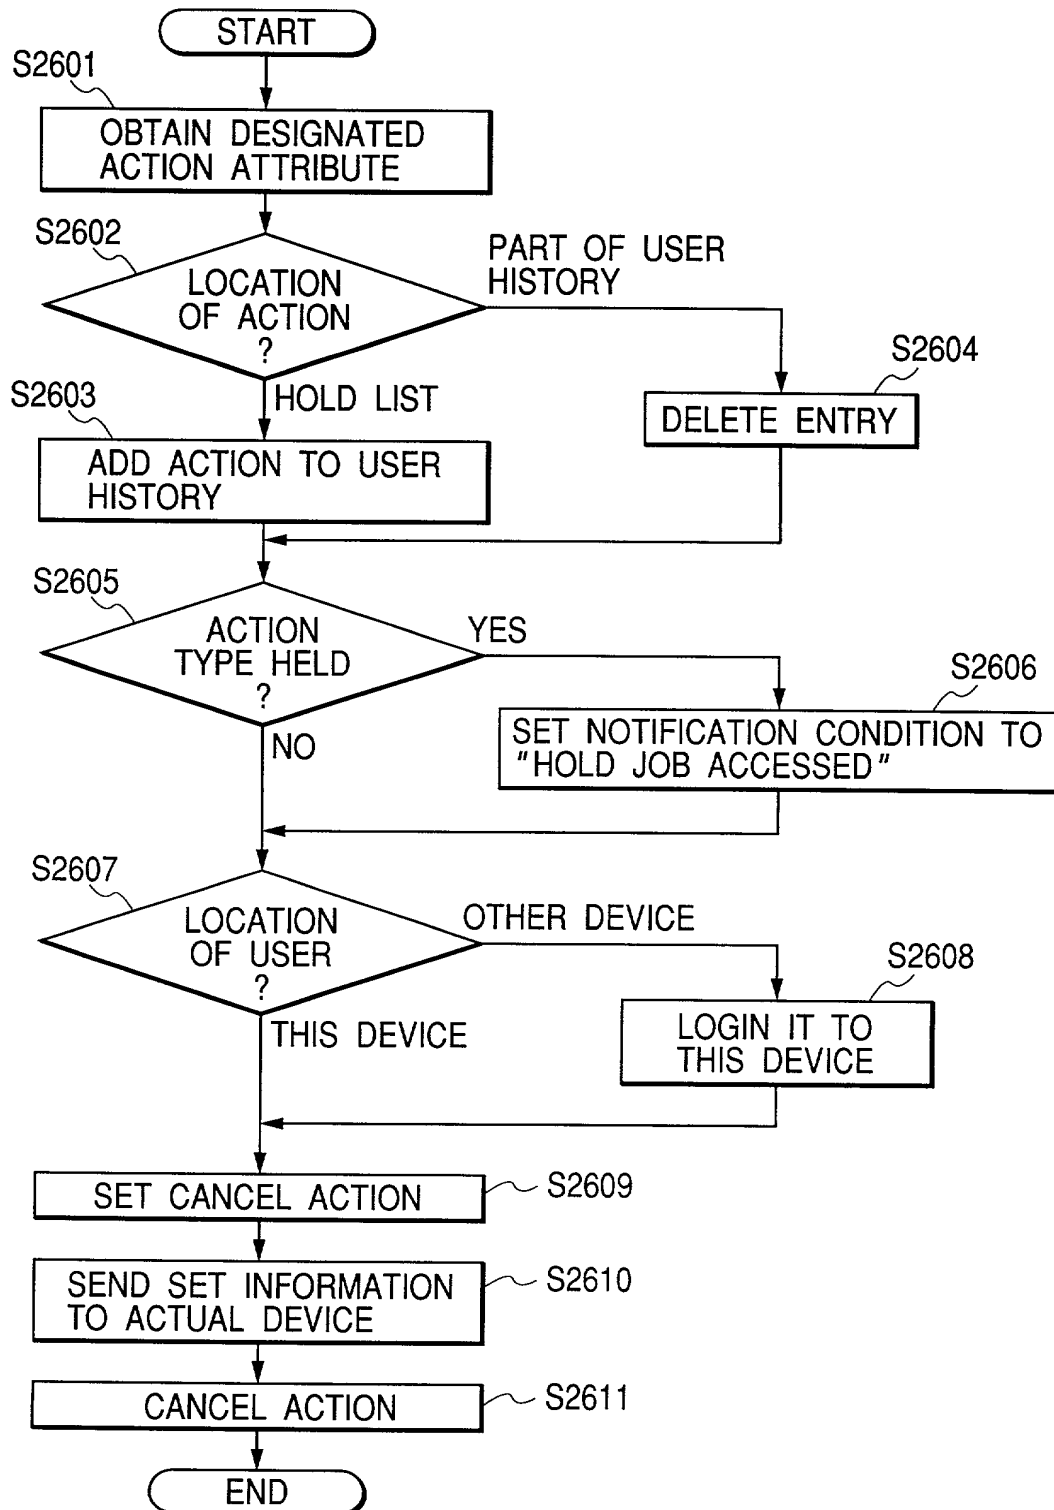 START
S2601
OBTAIN DESIGNATED
ACTION ATTRIBUTE
S2602
LOCATION
OF ACTION
?
PART OF USER
HISTORY
S2604
DELETE ENTRY
HOLD LIST
S2603
ADD ACTION TO USER
HISTORY
S2605
ACTION
TYPE HELD
?
YES
S2606
SET NOTIFICATION CONDITION TO
"HOLD JOB ACCESSED"
NO
S2607
LOCATION
OF USER
?
OTHER DEVICE
S2608
LOGIN IT TO
THIS DEVICE
THIS DEVICE
SET CANCEL ACTION
S2609
SEND SET INFORMATION
TO ACTUAL DEVICE
S2610
CANCEL ACTION
S2611
END